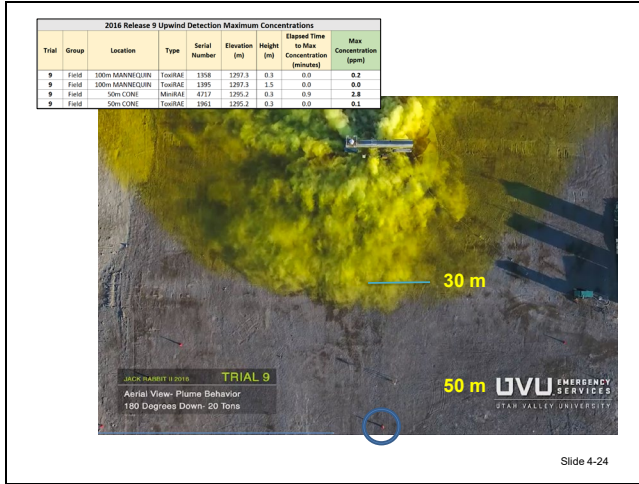 2016 Release 9 Upwind Detection Maximum Concentrations
Trial Group Location Type Serial Number Elevation (m) Height (m) Elapsed Time to Max Concentration (minutes) Max Concentration (ppm)
9 Field 100m MANNEQUIN ToxiRAE 1358 1297.3 0.3 0.0 0.2
9 Field 100m MANNEQUIN ToxiRAE 1395 1297.3 1.5 0.0 0.0
9 Field 50m CONE MiniRAE 4717 1295.2 0.3 0.9 2.8
9 Field 50m CONE ToxiRAE 1961 1295.2 0.3 0.0 0.1
30 m
JACK RABBIT II 2016 TRIAL 9
Aerial View- Plume Behavior
180 Degrees Down- 20 Tons
50 m
UVU EMERGENCY SERVICES
UTAH VALLEY UNIVERSITY
Slide 4-24